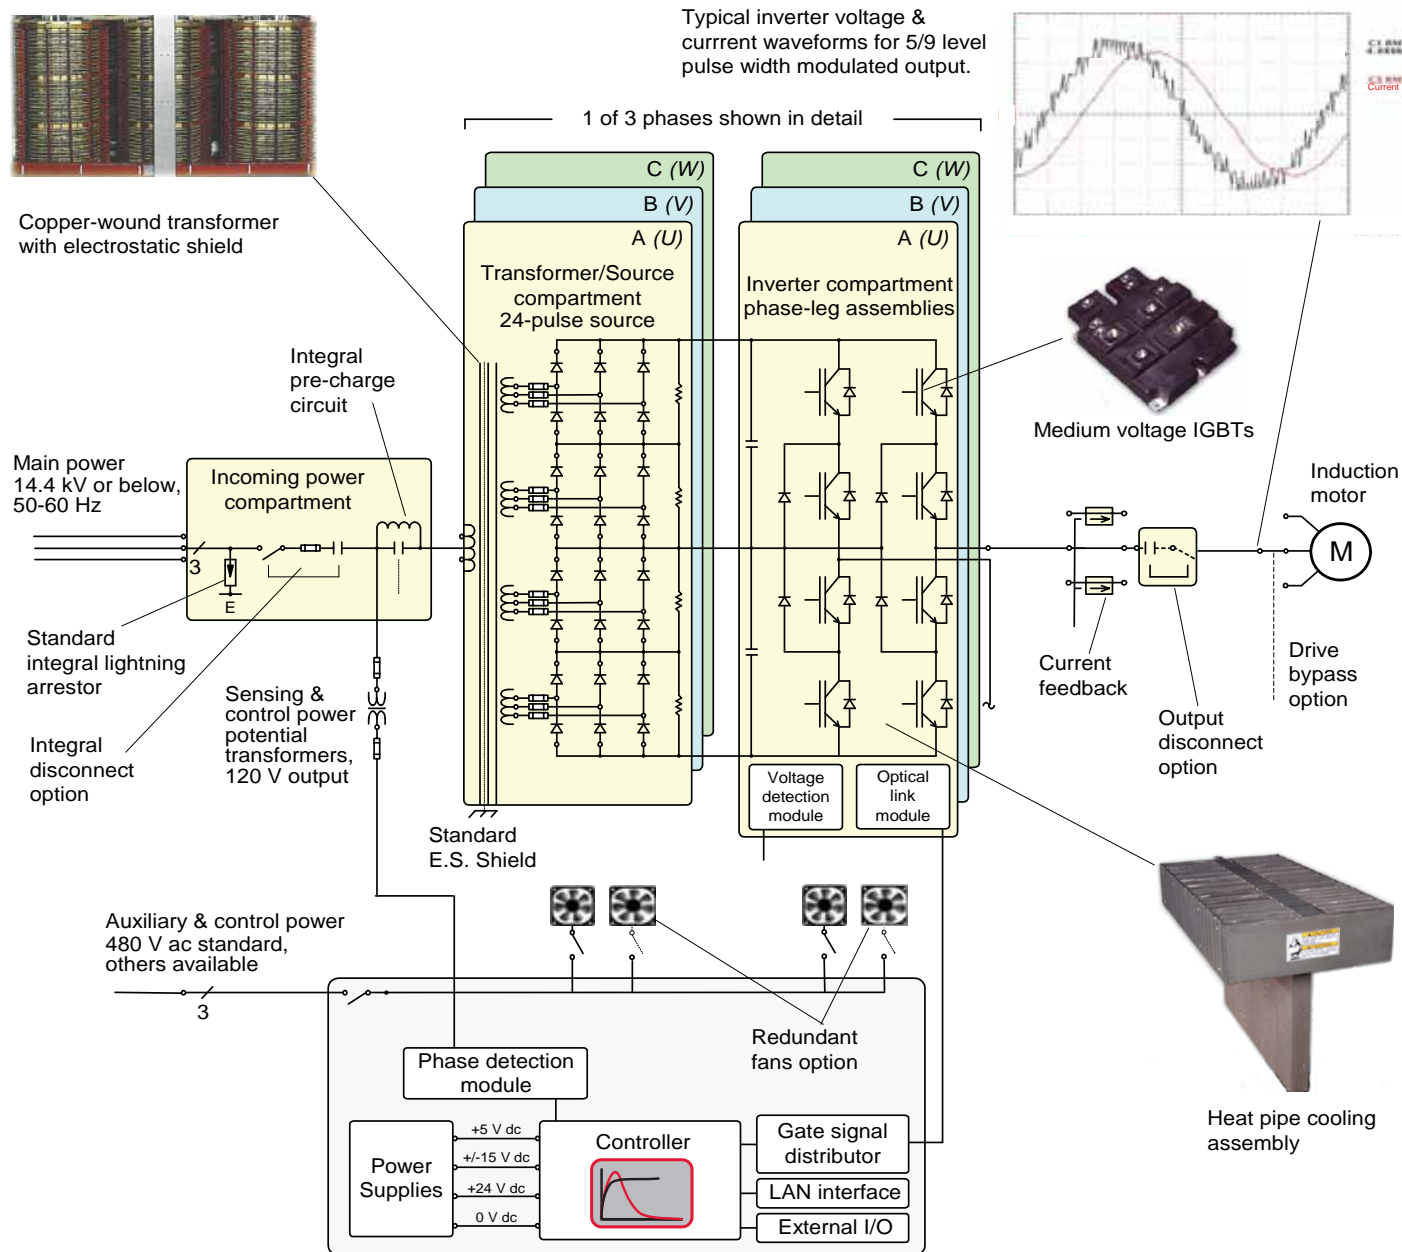 Typical inverter voltage &
currrent waveforms for 5/9 level
pulse width modulated output.
Current
1 of 3 phases shown in detail
C (W)
B (V)
A (U)
C (W)
B (V)
A (U)
Copper-wound transformer
with electrostatic shield
Transformer/Source
compartment
24-pulse source
Inverter compartment
phase-leg assemblies
Integral
pre-charge
circuit
Medium voltage IGBTs
Main power
14.4 kV or below,
50-60 Hz
Incoming power
compartment
Induction
motor
3
E
M
Standard
integral lightning
arrestor
Integral
disconnect
option
Sensing &
control power
potential
transformers,
120 V output
Current
feedback
Drive
bypass
option
Output
disconnect
option
Voltage
detection
module
Optical
link
module
Standard
E.S. Shield
Auxiliary & control power
480 V ac standard,
others available
3
Redundant
fans option
Phase detection
module
Power
Supplies
+5 V dc
+/-15 V dc
+24 V dc
0 V dc
Controller
Gate signal
distributor
LAN interface
External I/O
Heat pipe cooling
assembly